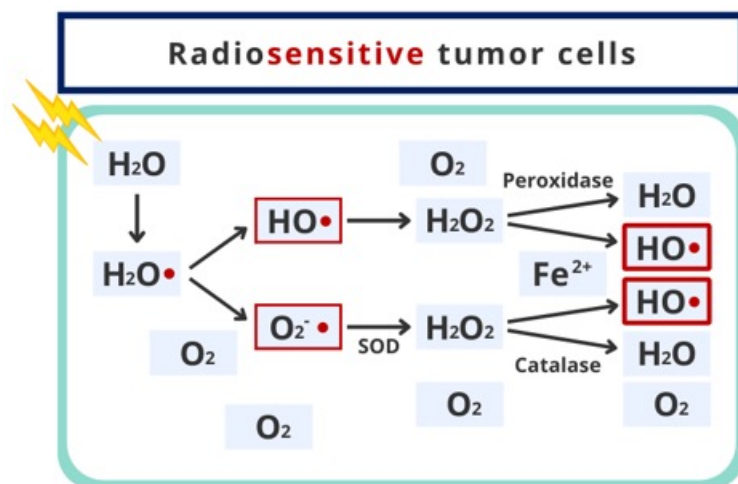 Radiosensitive tumor cells
H₂O
O₂
Peroxidase
H₂O
HO•
H₂O₂
HO•
H₂O•
Fe²⁺
HO•
O₂⁻•
SOD
H₂O₂
O₂
Catalase
H₂O
O₂
O₂
O₂